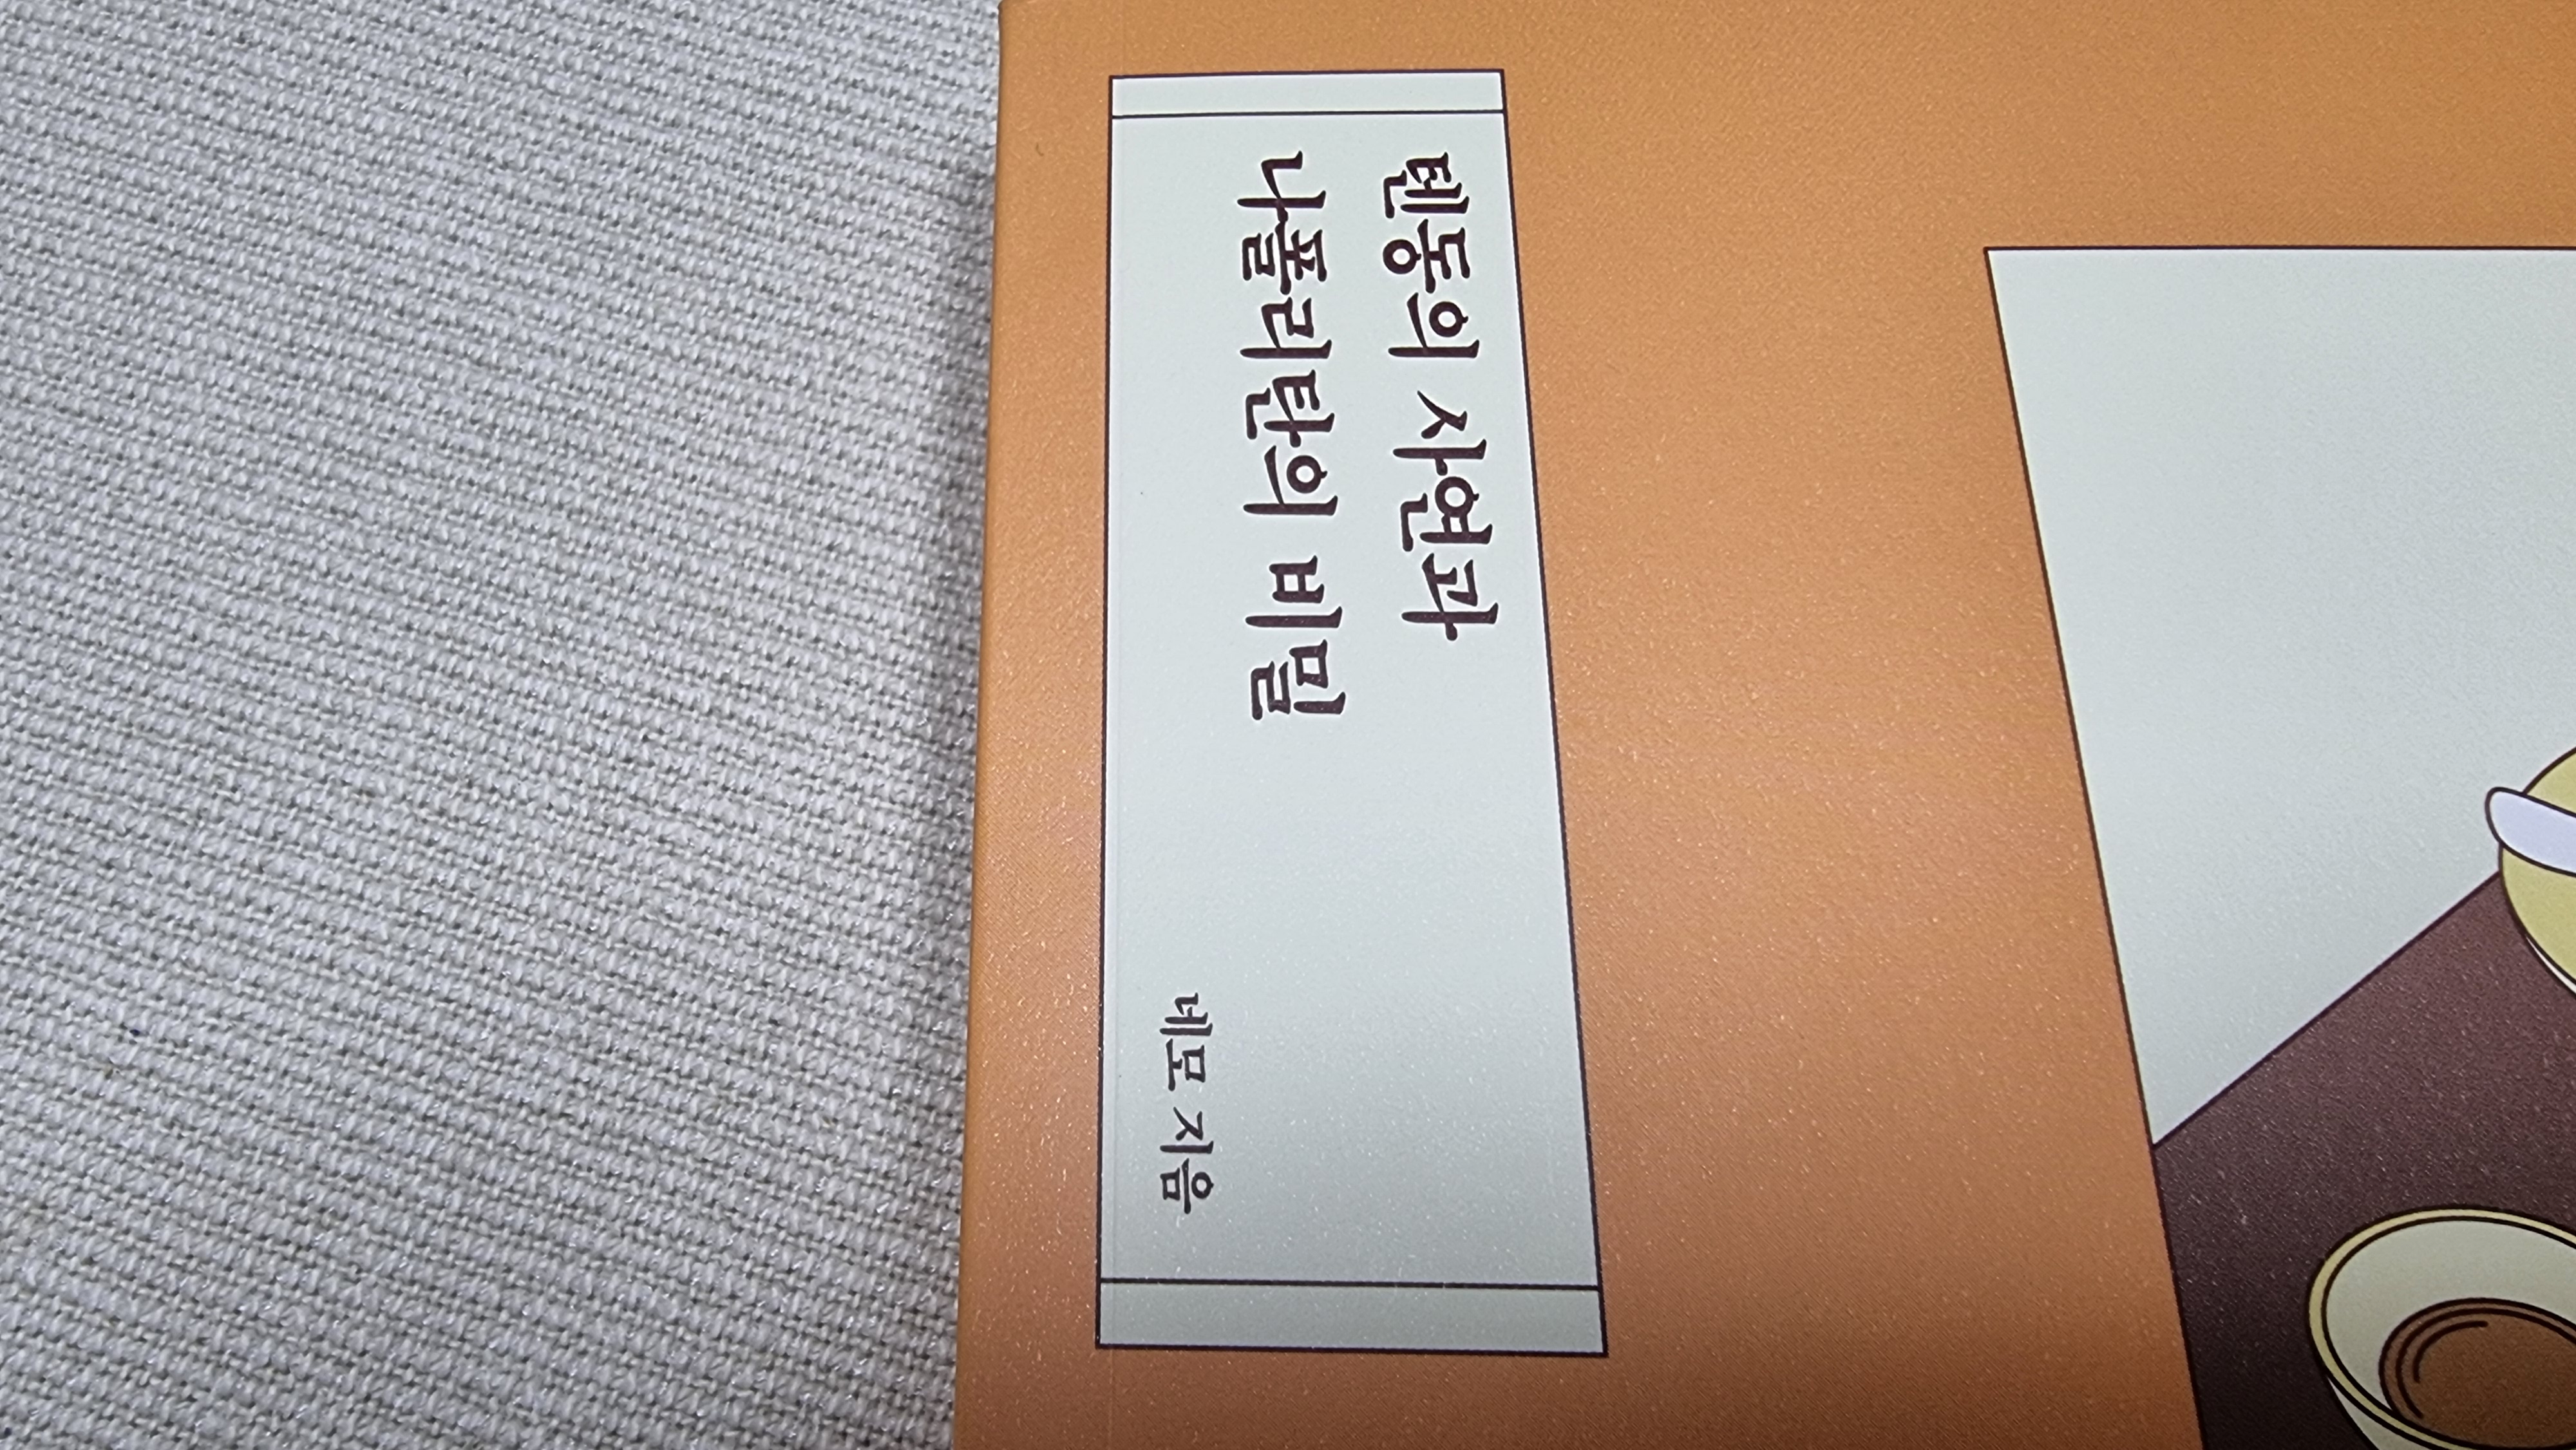 텐동의 사연과
나폴리탄의 비밀
네모 지음